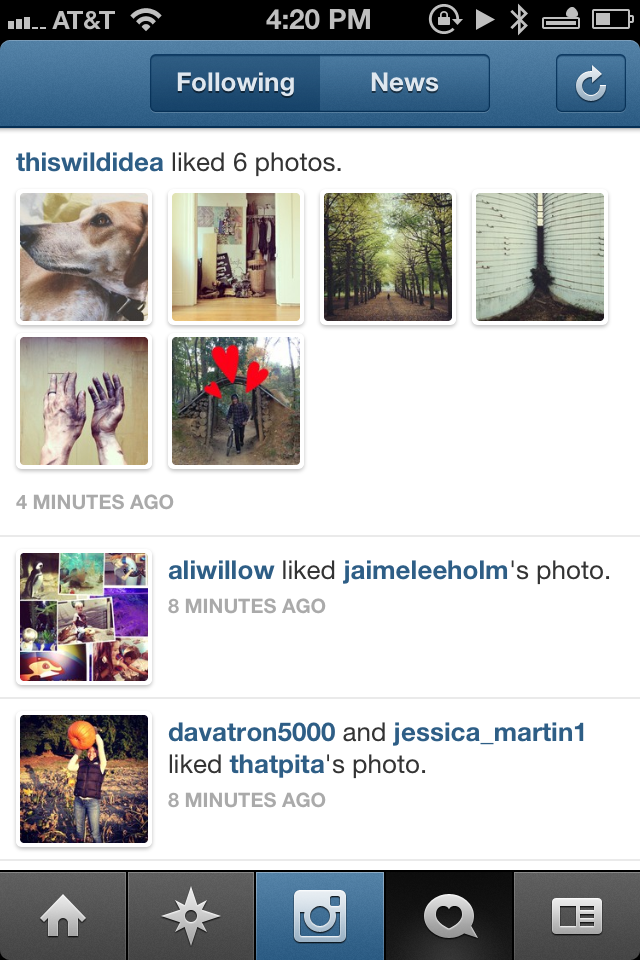 AT&T 4:20 PM
Following News
thiswildidea liked 6 photos.
4 MINUTES AGO
aliwillow liked jaimeleeholm's photo.
8 MINUTES AGO
davatron5000 and jessica_martin1
liked thatpita's photo.
8 MINUTES AGO